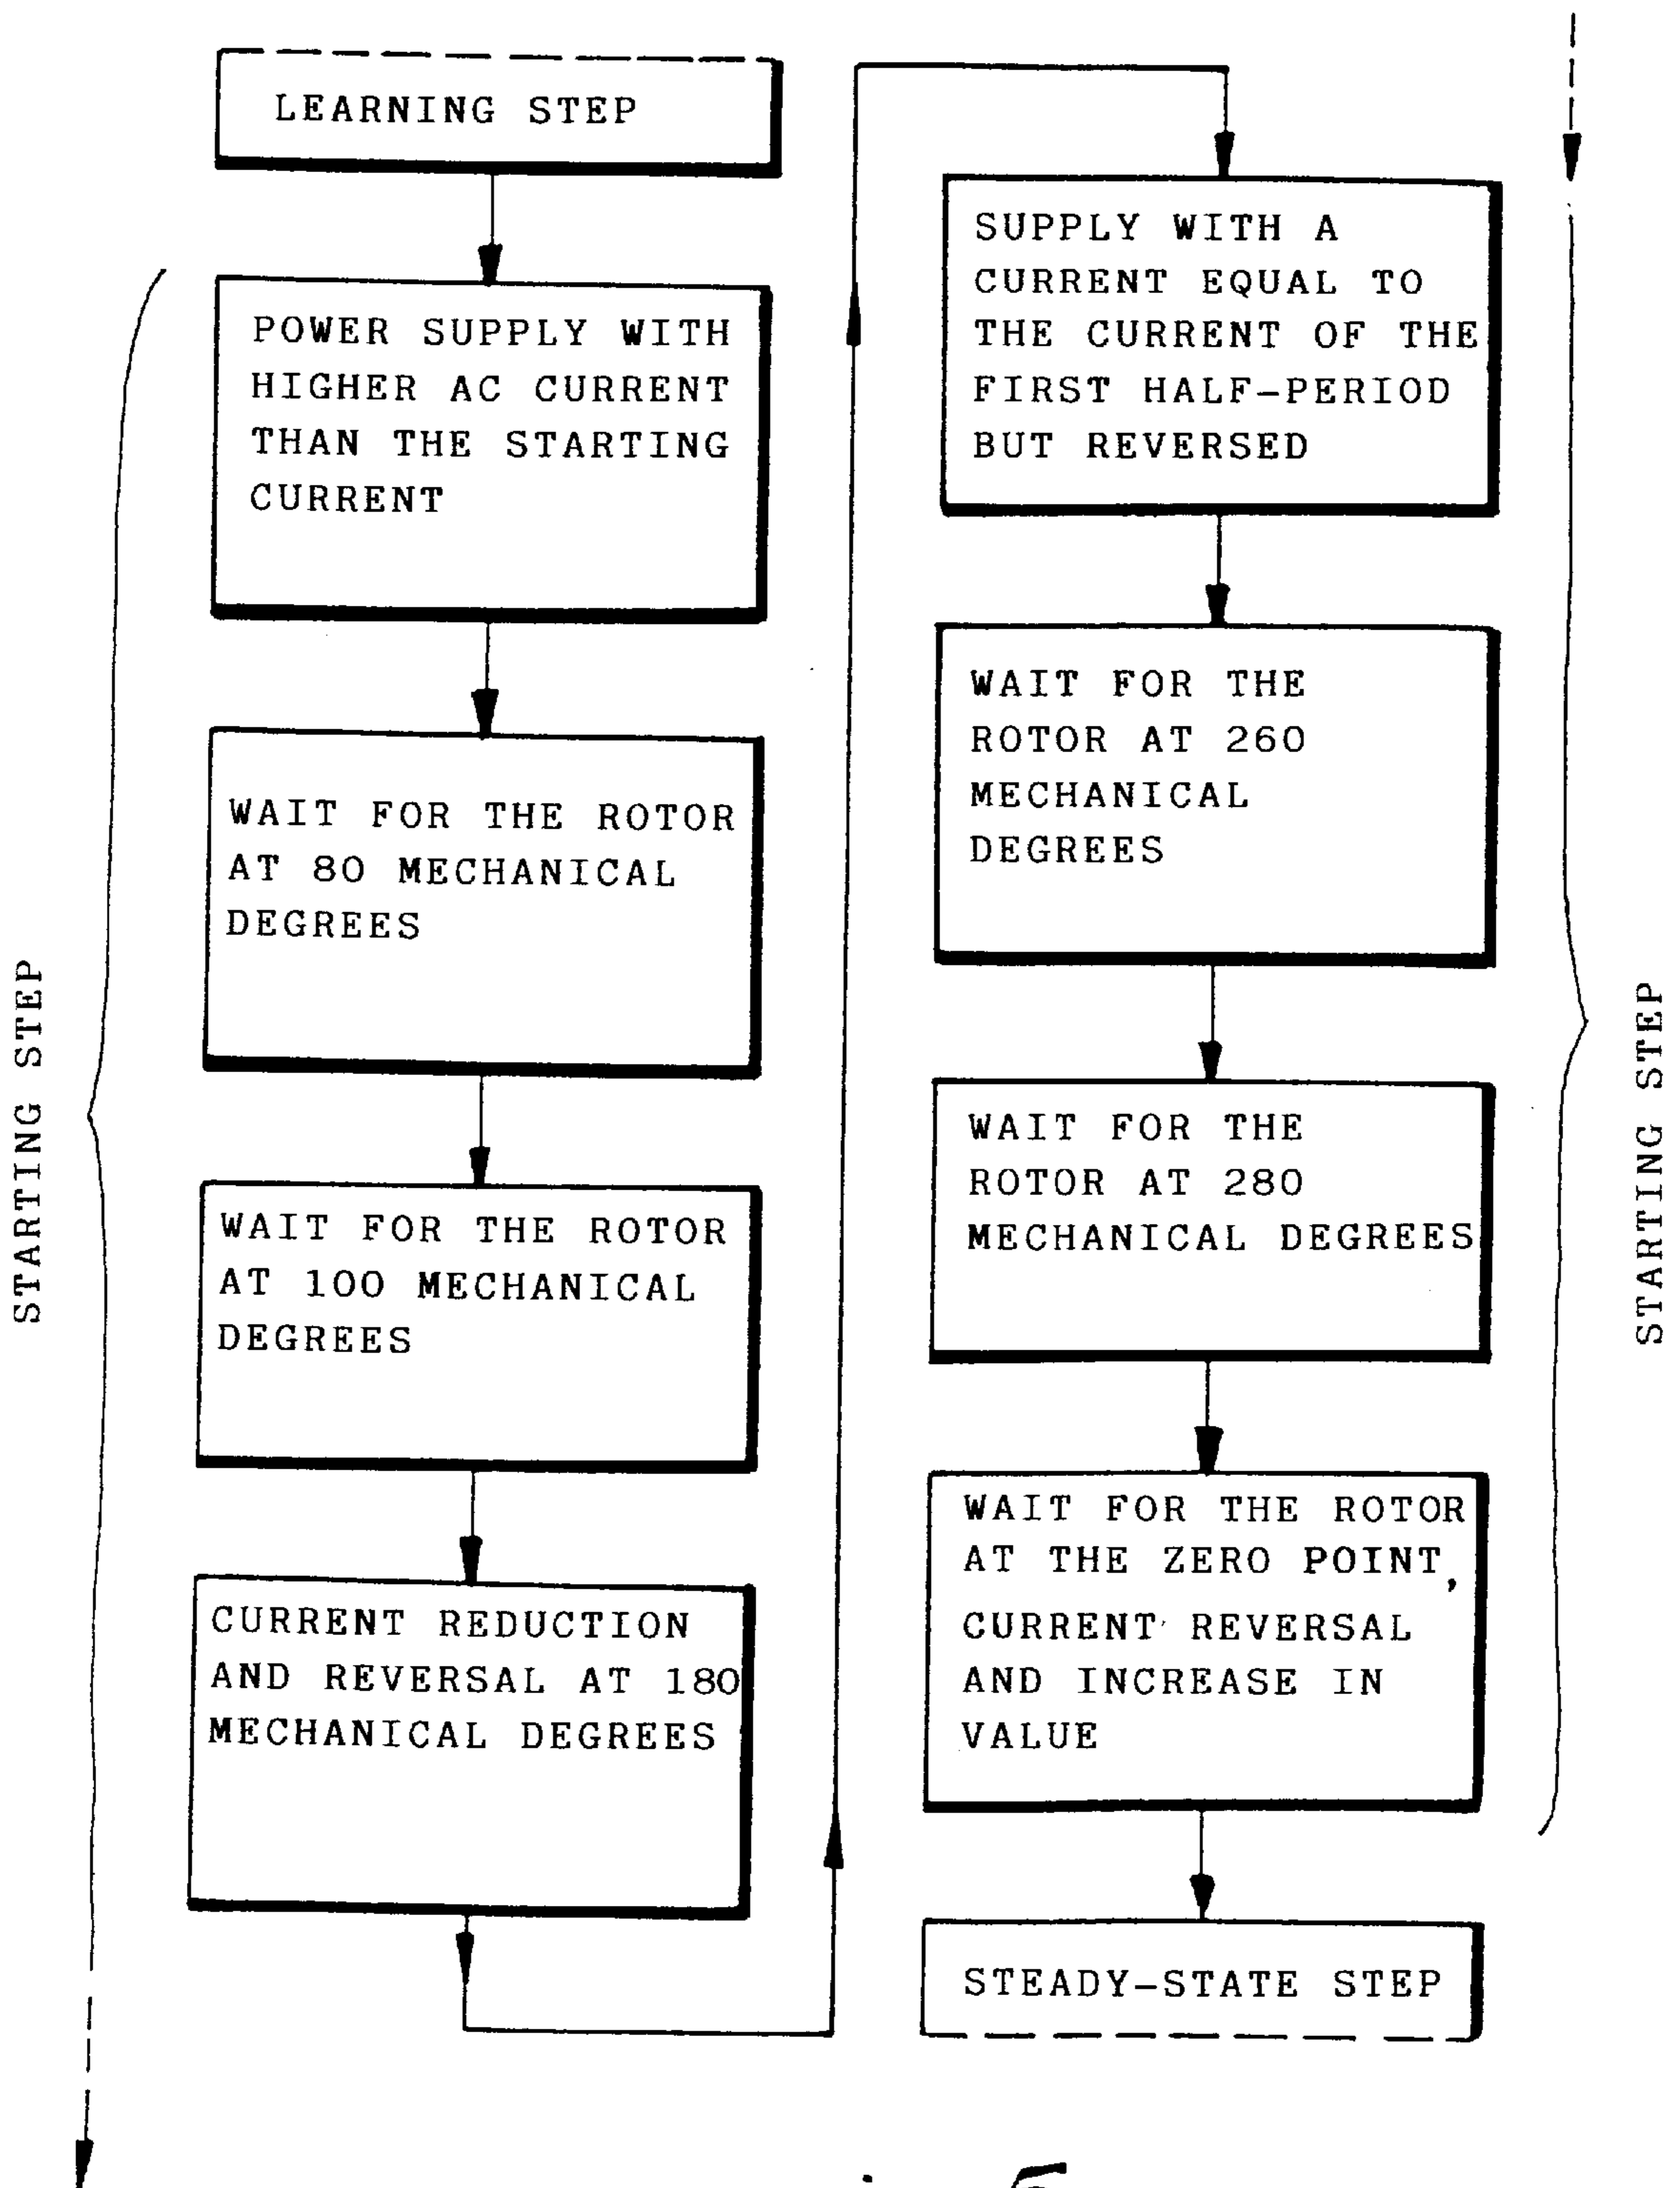 LEARNING STEP
POWER SUPPLY WITH
HIGHER AC CURRENT
THAN THE STARTING
CURRENT
WAIT FOR THE ROTOR
AT 80 MECHANICAL
DEGREES
WAIT FOR THE ROTOR
AT 100 MECHANICAL
DEGREES
CURRENT REDUCTION
AND REVERSAL AT 180
MECHANICAL DEGREES
STARTING STEP
SUPPLY WITH A
CURRENT EQUAL TO
THE CURRENT OF THE
FIRST HALF-PERIOD
BUT REVERSED
WAIT FOR THE
ROTOR AT 260
MECHANICAL
DEGREES
WAIT FOR THE
ROTOR AT 280
MECHANICAL DEGREES
WAIT FOR THE ROTOR
AT THE ZERO POINT,
CURRENT REVERSAL
AND INCREASE IN
VALUE
STEADY-STATE STEP
STARTING STEP